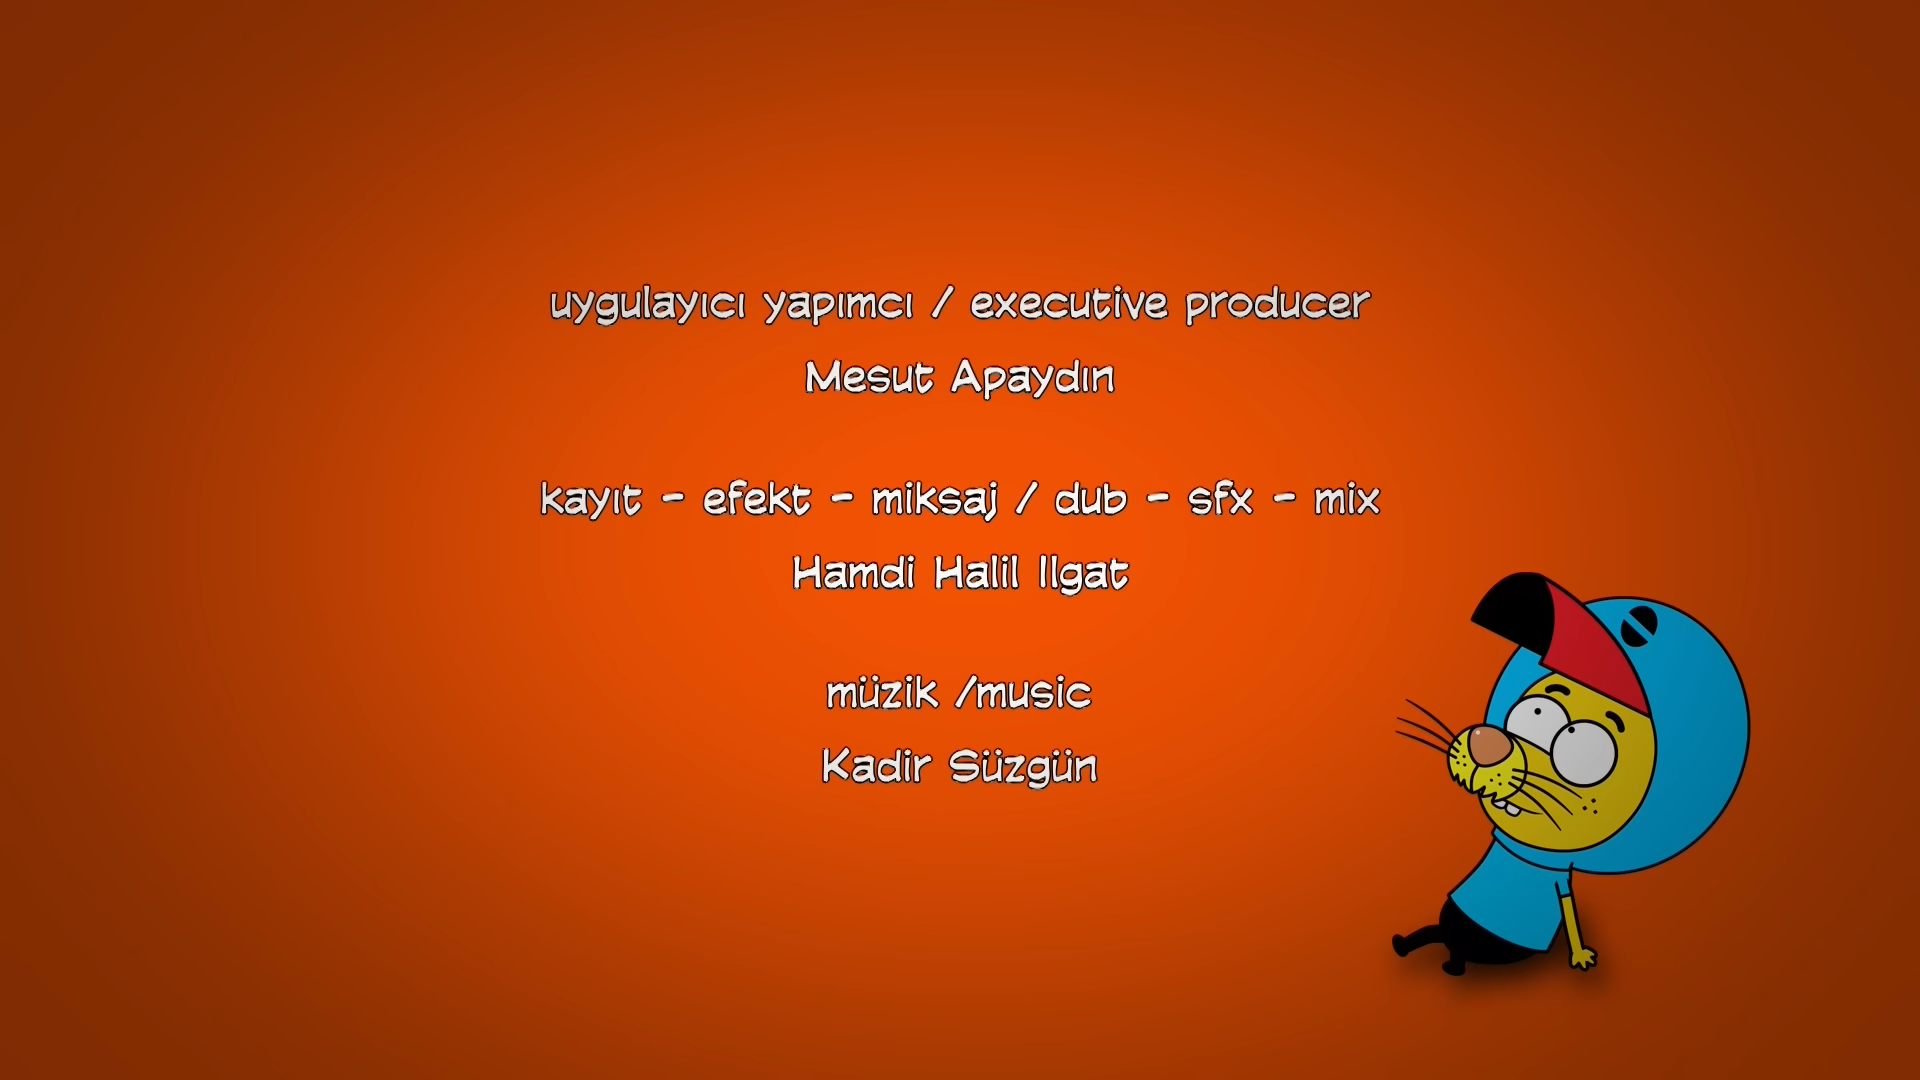 uygulayıcı yapımcı / executive producer
Mesut Apaydın
kayıt - efekt - miksaj / dub - sfx - mix
Hamdi Halil Ilgat
müzik /music
Kadir Süzgün